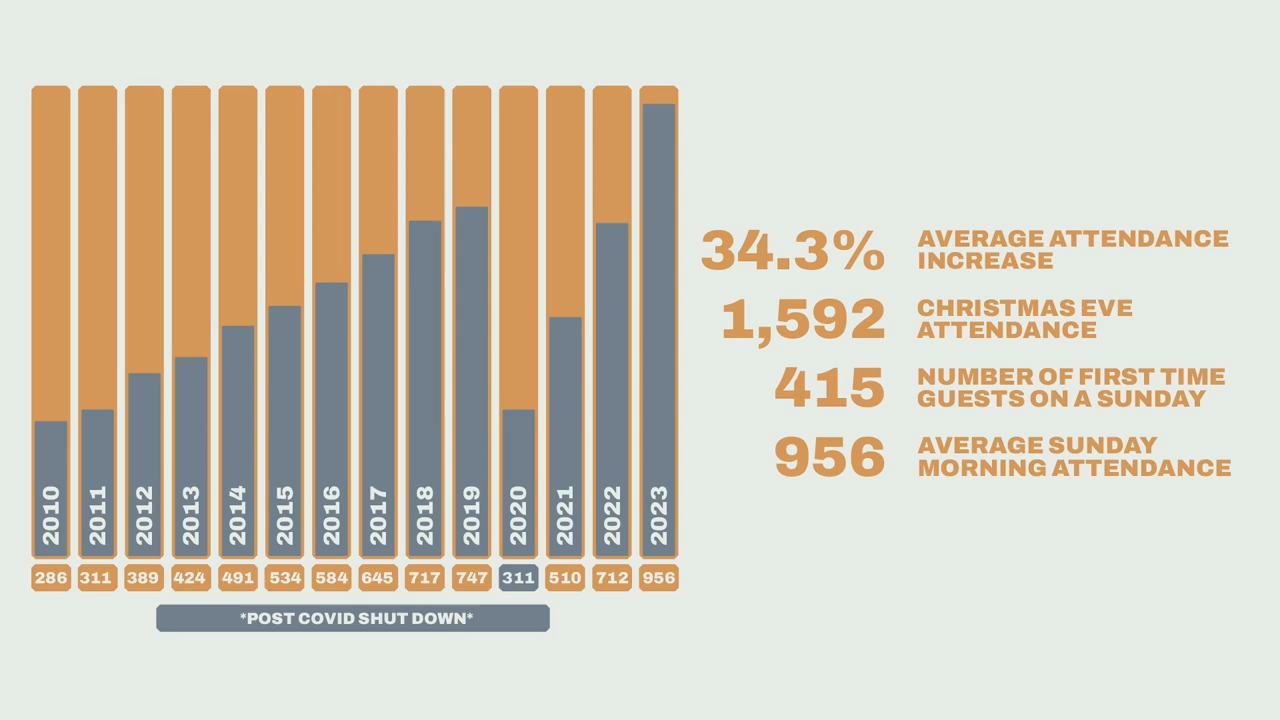 2010 2011 2012 2013 2014 2015 2016 2017 2018 2019 2020 2021 2022 2023
286 311 389 424 491 534 584 645 717 747 311 510 712 956
*POST COVID SHUT DOWN*
34.3% AVERAGE ATTENDANCE
INCREASE
1,592 CHRISTMAS EVE
ATTENDANCE
415 NUMBER OF FIRST TIME
GUESTS ON A SUNDAY
956 AVERAGE SUNDAY
MORNING ATTENDANCE